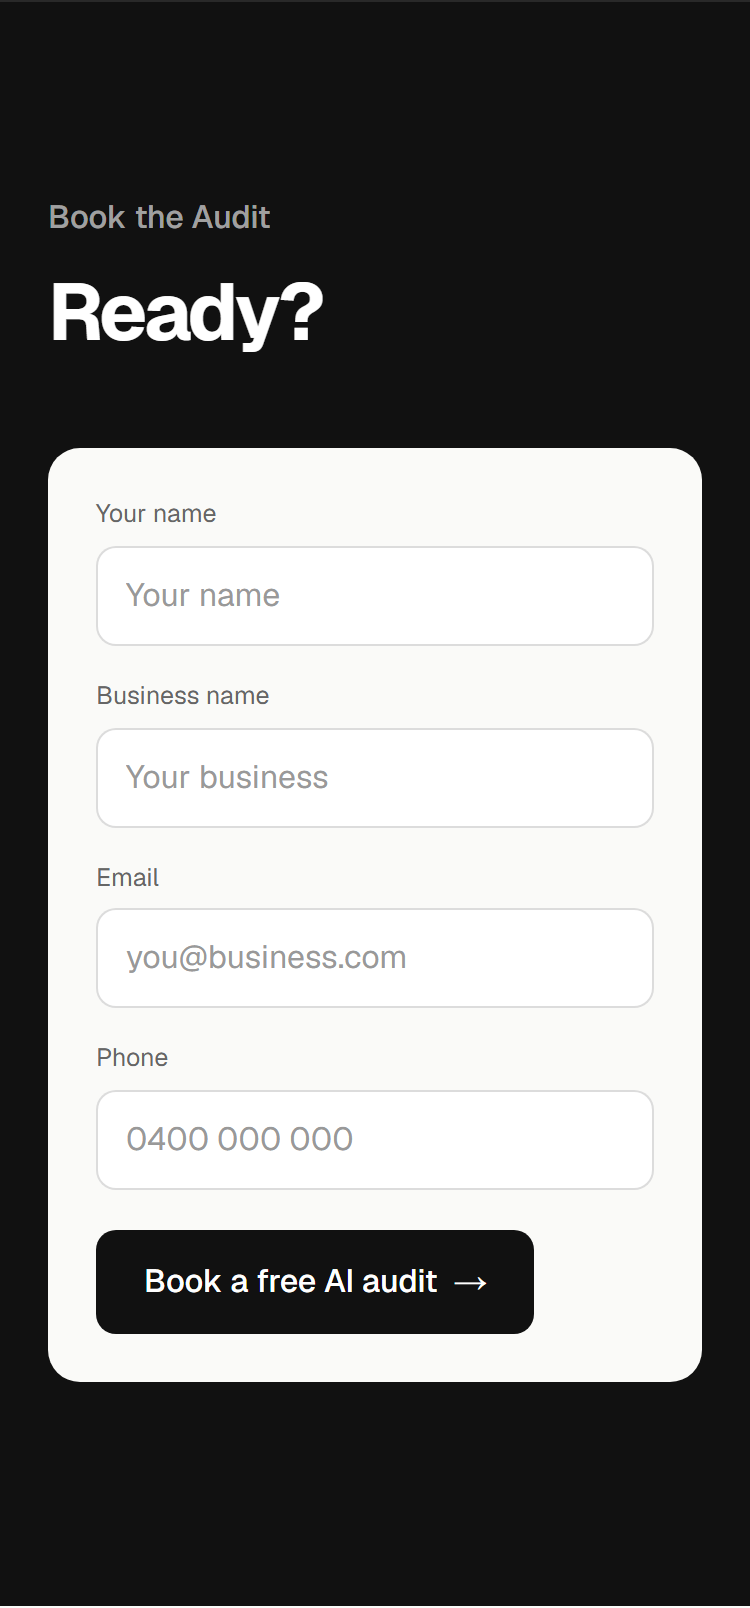 Book the Audit
Ready?
Your name
Your name
Business name
Your business
Email
you@business.com
Phone
0400 000 000
Book a free AI audit →